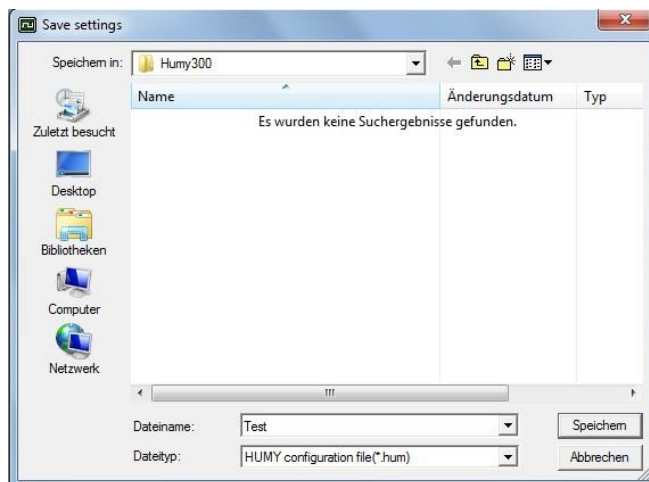 Save settings
Speichern in: Humy300
Name Änderungsdatum Typ
Es wurden keine Suchergebnisse gefunden.
Zuletzt besucht
Desktop
Bibliotheken
Computer
Netzwerk
Dateiname: Test Speichern
Dateityp: HUMY configuration file(*.hum) Abbrechen